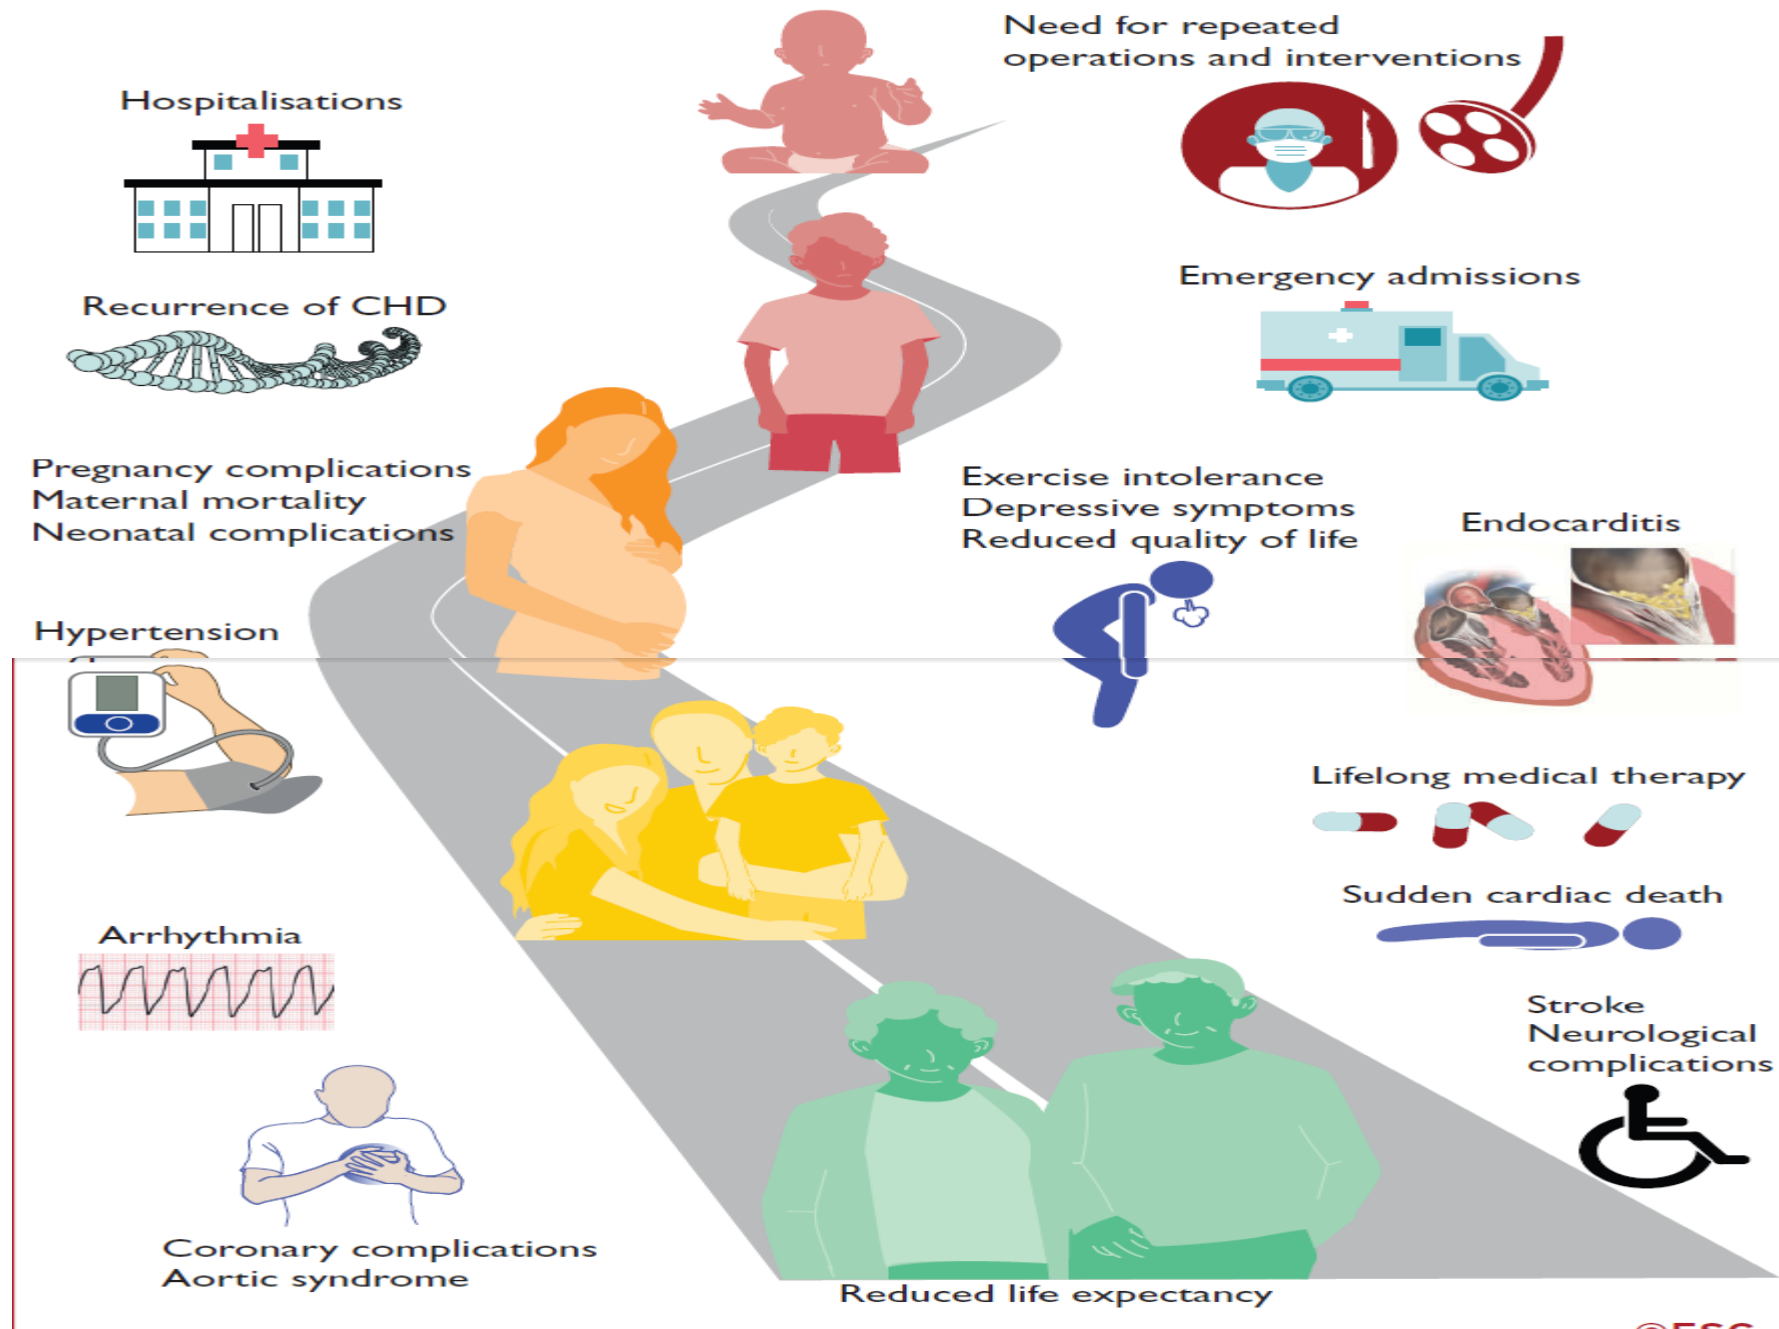 Need for repeated
operations and interventions
Hospitalisations
Emergency admissions
Recurrence of CHD
Pregnancy complications
Maternal mortality
Neonatal complications
Exercise intolerance
Depressive symptoms
Reduced quality of life
Endocarditis
Hypertension
Lifelong medical therapy
Sudden cardiac death
Arrhythmia
Stroke
Neurological
complications
Coronary complications
Aortic syndrome
Reduced life expectancy
©ESC